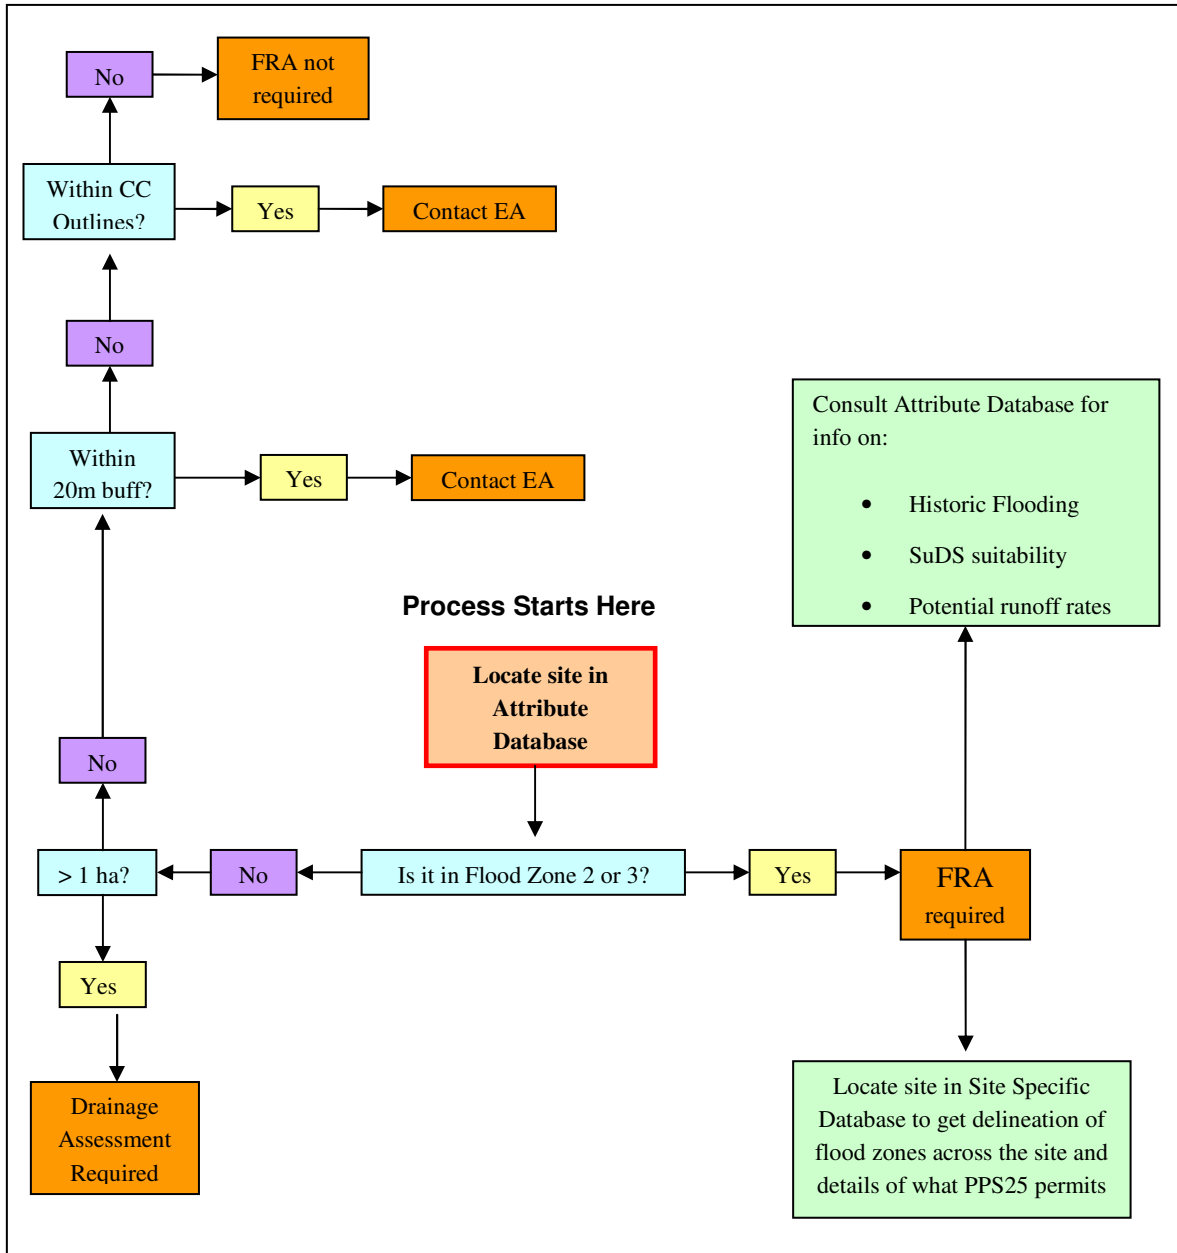 No
FRA not
required
Within CC
Outlines?
Yes
Contact EA
No
Within
20m buff?
Yes
Contact EA
Consult Attribute Database for
info on:
• Historic Flooding
• SuDS suitability
• Potential runoff rates
Process Starts Here
Locate site in
Attribute
Database
No
> 1 ha?
No
Is it in Flood Zone 2 or 3?
Yes
FRA
required
Yes
Drainage
Assessment
Required
Locate site in Site Specific
Database to get delineation of
flood zones across the site and
details of what PPS25 permits